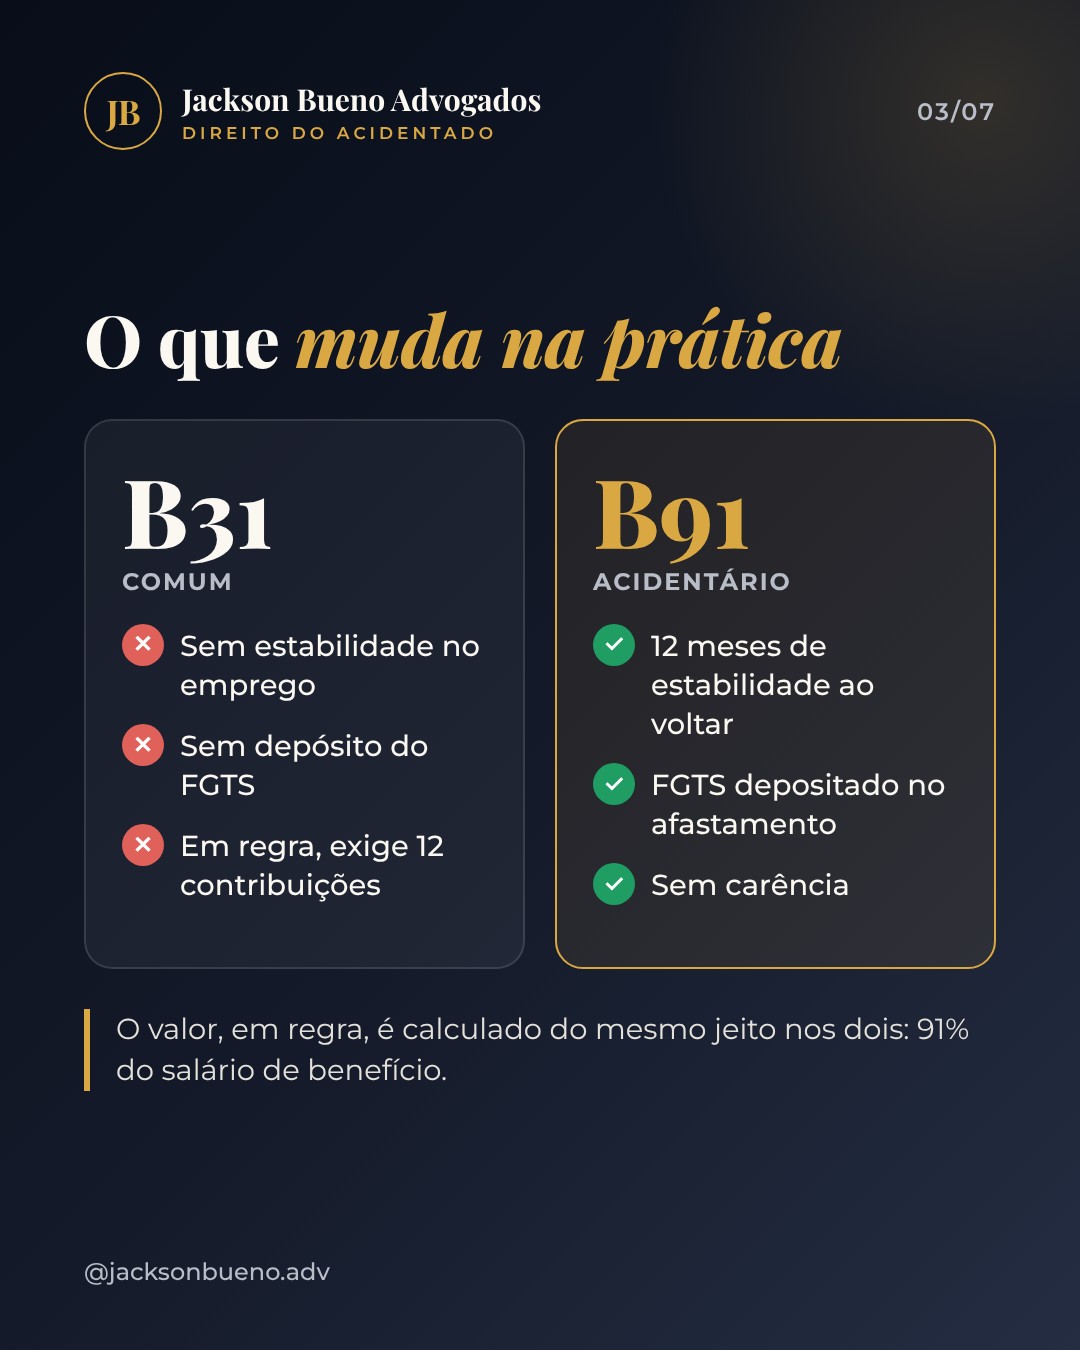 JB
Jackson Bueno Advogados
DIREITO DO ACIDENTADO
03/07
O que muda na prática
B31
COMUM
Sem estabilidade no
emprego
Sem depósito do
FGTS
Em regra, exige 12
contribuições
B91
ACIDENTÁRIO
12 meses de
estabilidade ao
voltar
FGTS depositado no
afastamento
Sem carência
O valor, em regra, é calculado do mesmo jeito nos dois: 91%
do salário de benefício.
@jacksonbueno.adv